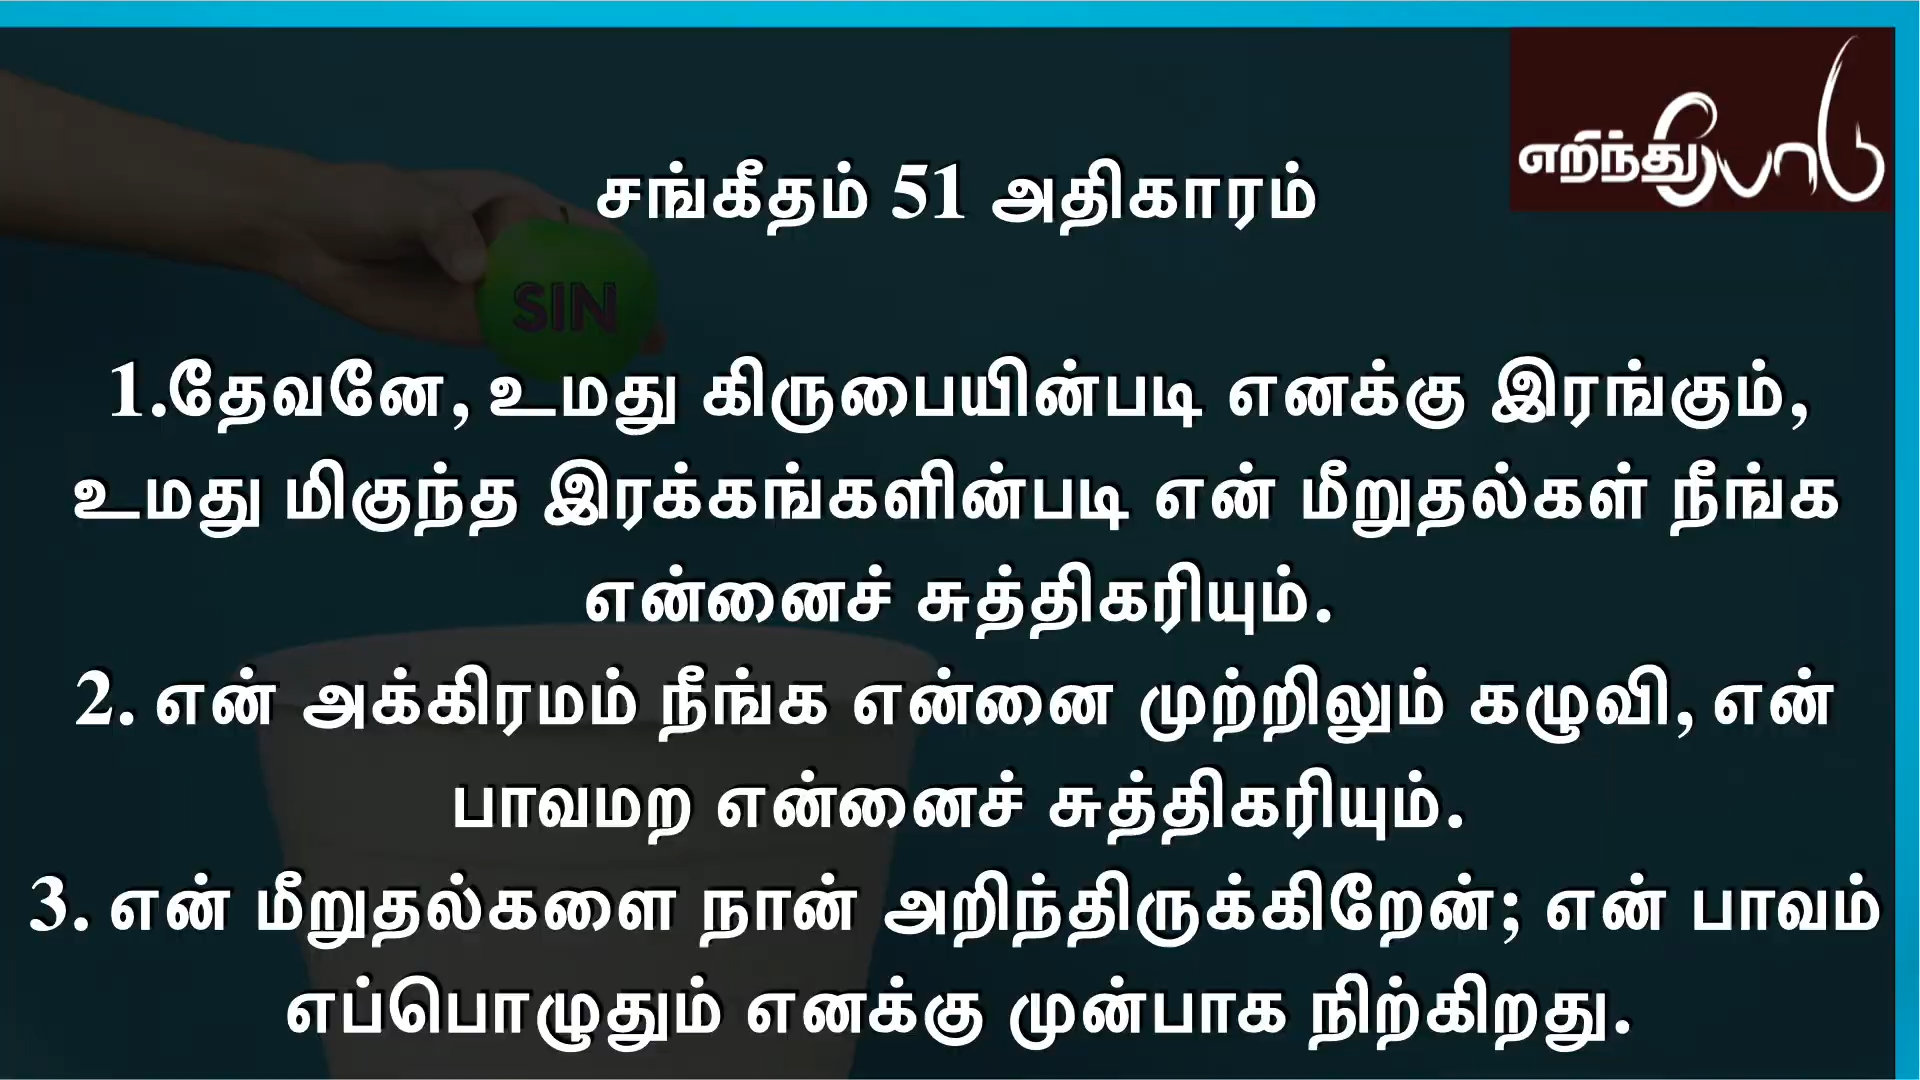 எறிந்துபோடு
சங்கீதம் 51 அதிகாரம்
SIN
1.தேவனே, உமது கிருபையின்படி எனக்கு இரங்கும்,
உமது மிகுந்த இரக்கங்களின்படி என் மீறுதல்கள் நீங்க
என்னைச் சுத்திகரியும்.
2. என் அக்கிரமம் நீங்க என்னை முற்றிலும் கழுவி, என்
பாவமற என்னைச் சுத்திகரியும்.
3. என் மீறுதல்களை நான் அறிந்திருக்கிறேன்; என் பாவம்
எப்பொழுதும் எனக்கு முன்பாக நிற்கிறது.